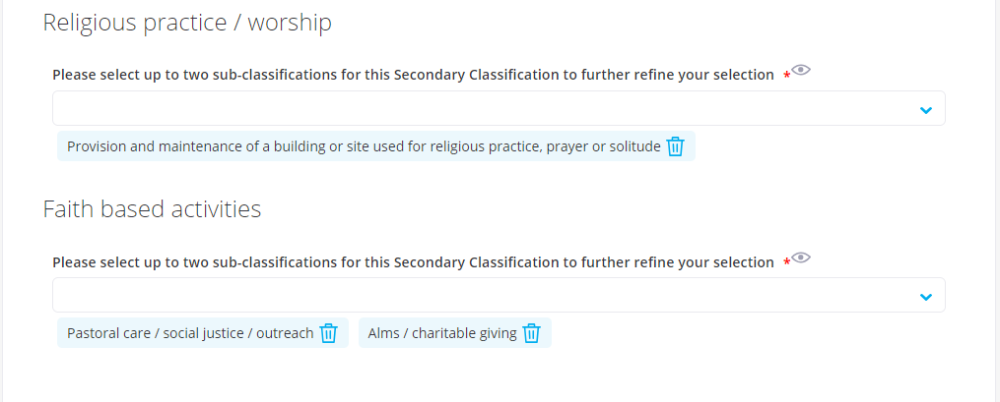 Religious practice / worship
Please select up to two sub-classifications for this Secondary Classification to further refine your selection *
Provision and maintenance of a building or site used for religious practice, prayer or solitude
Faith based activities
Please select up to two sub-classifications for this Secondary Classification to further refine your selection *
Pastoral care / social justice / outreach Alms / charitable giving